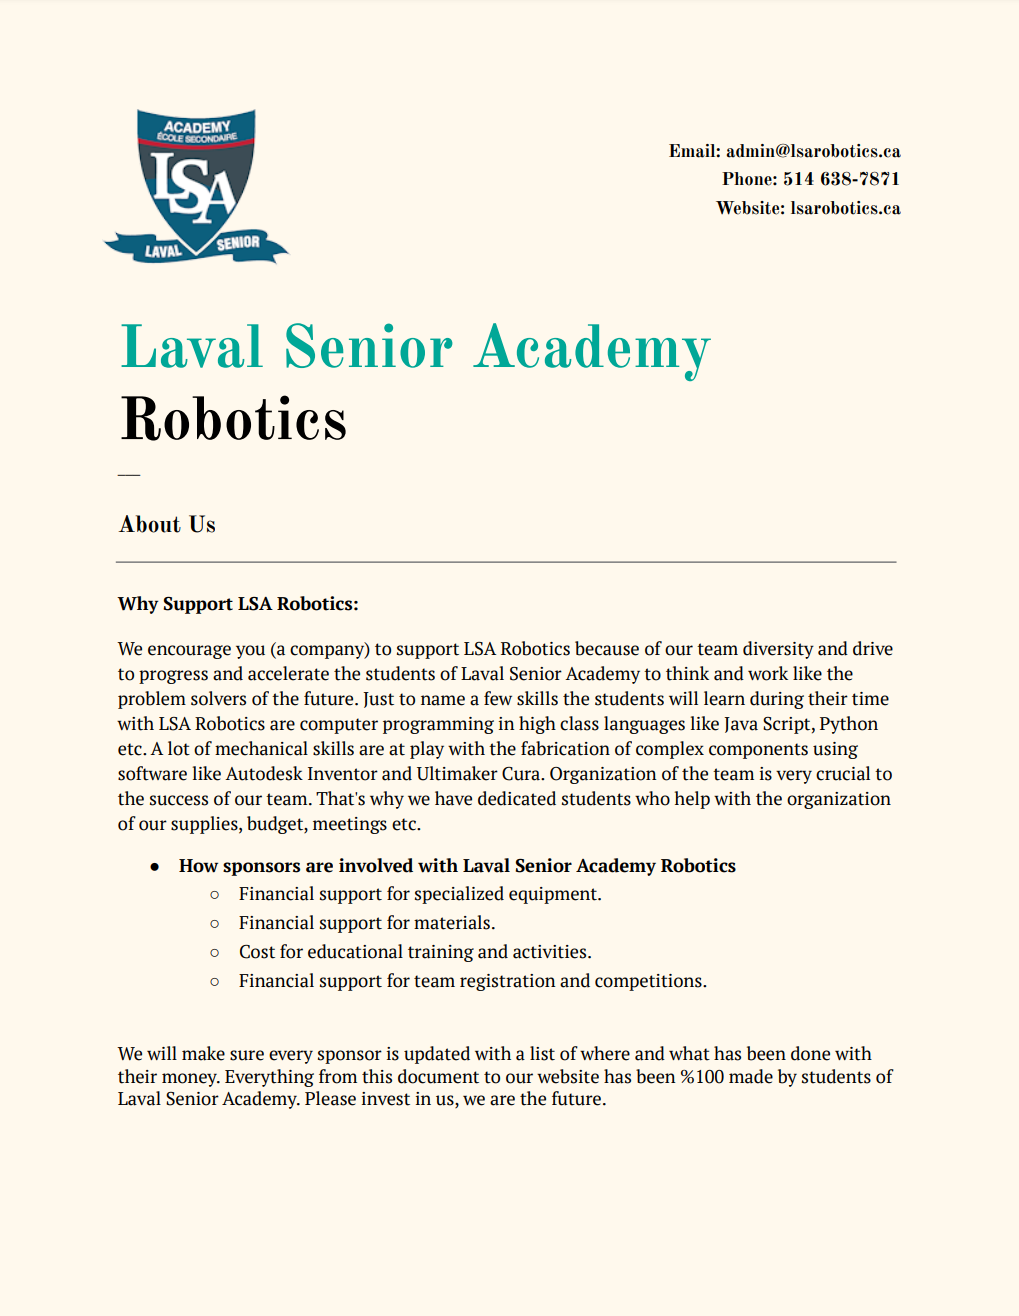 ACADEMY
ÉCOLE SECONDAIRE
LSA
LAVAL SENIOR
Email: admin@lsarobotics.ca
Phone: 514 638-7871
Website: lsarobotics.ca
Laval Senior Academy
Robotics
—
About Us
Why Support LSA Robotics:
We encourage you (a company) to support LSA Robotics because of our team diversity and drive
to progress and accelerate the students of Laval Senior Academy to think and work like the
problem solvers of the future. Just to name a few skills the students will learn during their time
with LSA Robotics are computer programming in high class languages like Java Script, Python
etc. A lot of mechanical skills are at play with the fabrication of complex components using
software like Autodesk Inventor and Ultimaker Cura. Organization of the team is very crucial to
the success of our team. That's why we have dedicated students who help with the organization
of our supplies, budget, meetings etc.
● How sponsors are involved with Laval Senior Academy Robotics
○ Financial support for specialized equipment.
○ Financial support for materials.
○ Cost for educational training and activities.
○ Financial support for team registration and competitions.
We will make sure every sponsor is updated with a list of where and what has been done with
their money. Everything from this document to our website has been %100 made by students of
Laval Senior Academy. Please invest in us, we are the future.